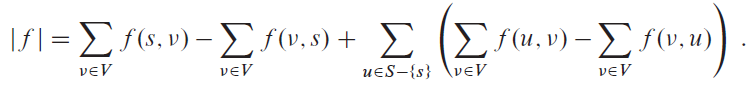 |f| = ∑_{v∈V} f(s, v) − ∑_{v∈V} f(v, s) + ∑_{u∈S−{s}} ( ∑_{v∈V} f(u, v) − ∑_{v∈V} f(v, u) ) .